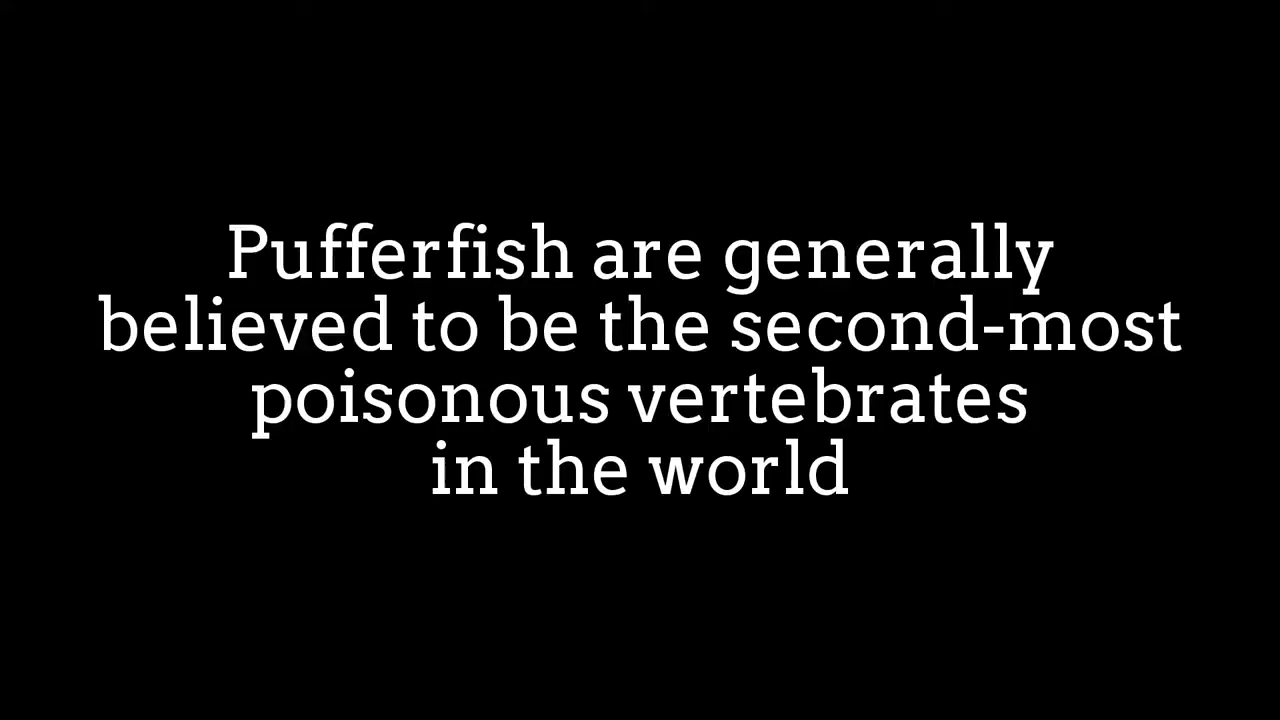 Pufferfish are generally
believed to be the second-most
poisonous vertebrates
in the world